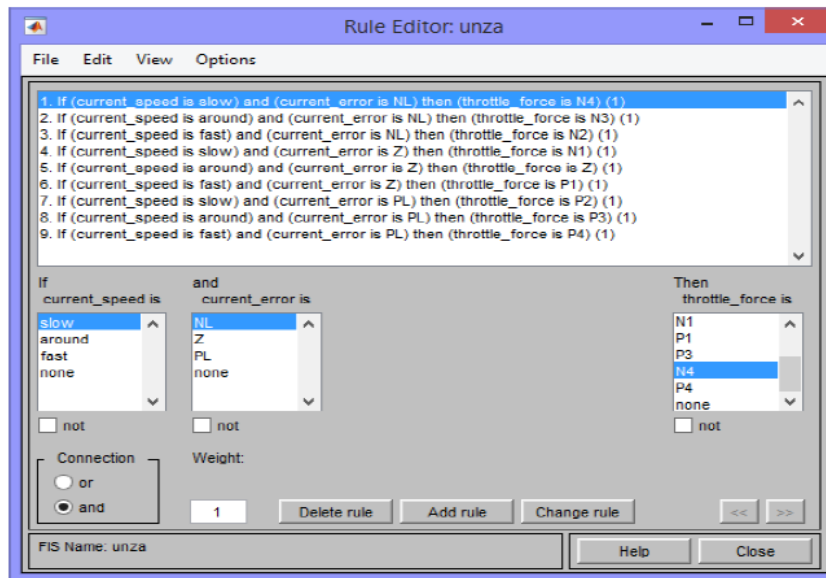 Rule Editor: unza
File Edit View Options
1. If (current_speed is slow) and (current_error is NL) then (throttle_force is N4) (1)
2. If (current_speed is around) and (current_error is NL) then (throttle_force is N3) (1)
3. If (current_speed is fast) and (current_error is NL) then (throttle_force is N2) (1)
4. If (current_speed is slow) and (current_error is Z) then (throttle_force is N1) (1)
5. If (current_speed is around) and (current_error is Z) then (throttle_force is Z) (1)
6. If (current_speed is fast) and (current_error is Z) then (throttle_force is P1) (1)
7. If (current_speed is slow) and (current_error is PL) then (throttle_force is P2) (1)
8. If (current_speed is around) and (current_error is PL) then (throttle_force is P3) (1)
9. If (current_speed is fast) and (current_error is PL) then (throttle_force is P4) (1)
If
current_speed is
slow
around
fast
none
not
and
current_error is
NL
Z
PL
none
not
Then
throttle_force is
N1
P1
P3
N4
P4
none
not
Connection
or
and
Weight:
1
Delete rule Add rule Change rule << >>
FIS Name: unza
Help Close